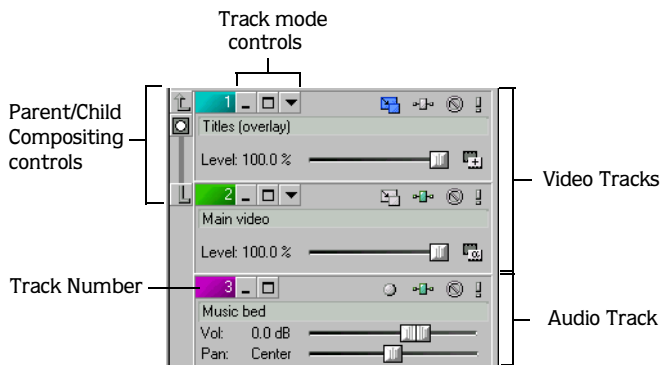 Track mode
controls
Parent/Child
Compositing
controls
1
Titles (overlay)
Level: 100.0 %
2
Main video
Level: 100.0 %
Video Tracks
Track Number
3
Music bed
Vol: 0.0 dB
Pan: Center
Audio Track